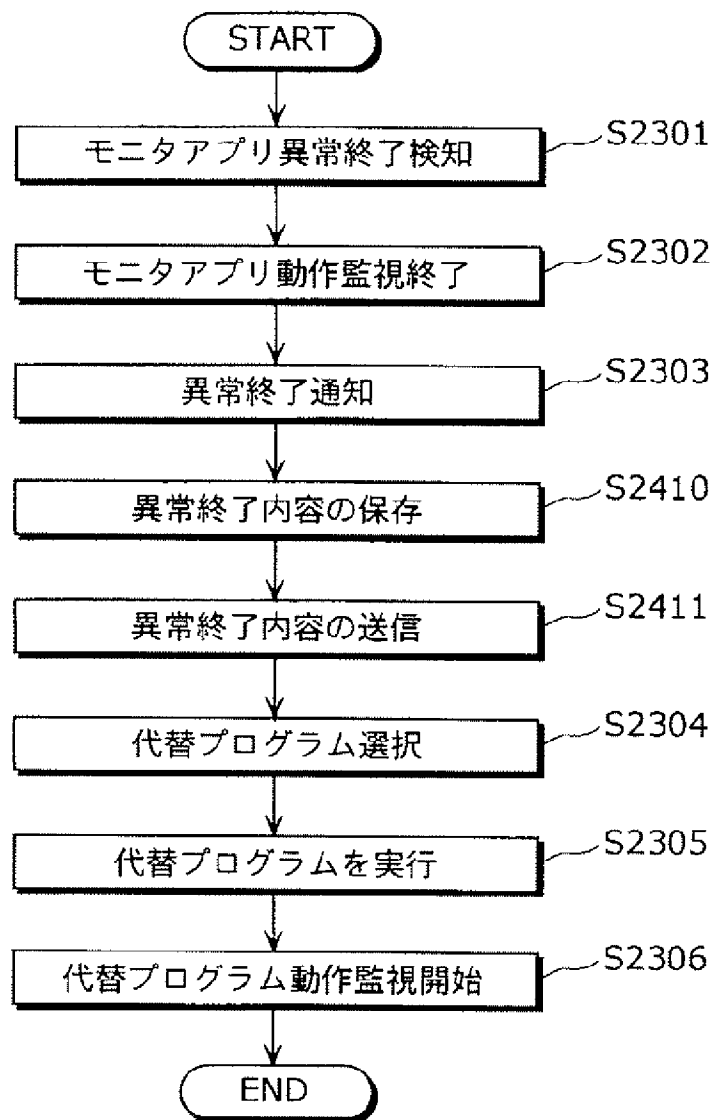 START
モニタアプリ異常終了検知
S2301
モニタアプリ動作監視終了
S2302
異常終了通知
S2303
異常終了内容の保存
S2410
異常終了内容の送信
S2411
代替プログラム選択
S2304
代替プログラムを実行
S2305
代替プログラム動作監視開始
S2306
END